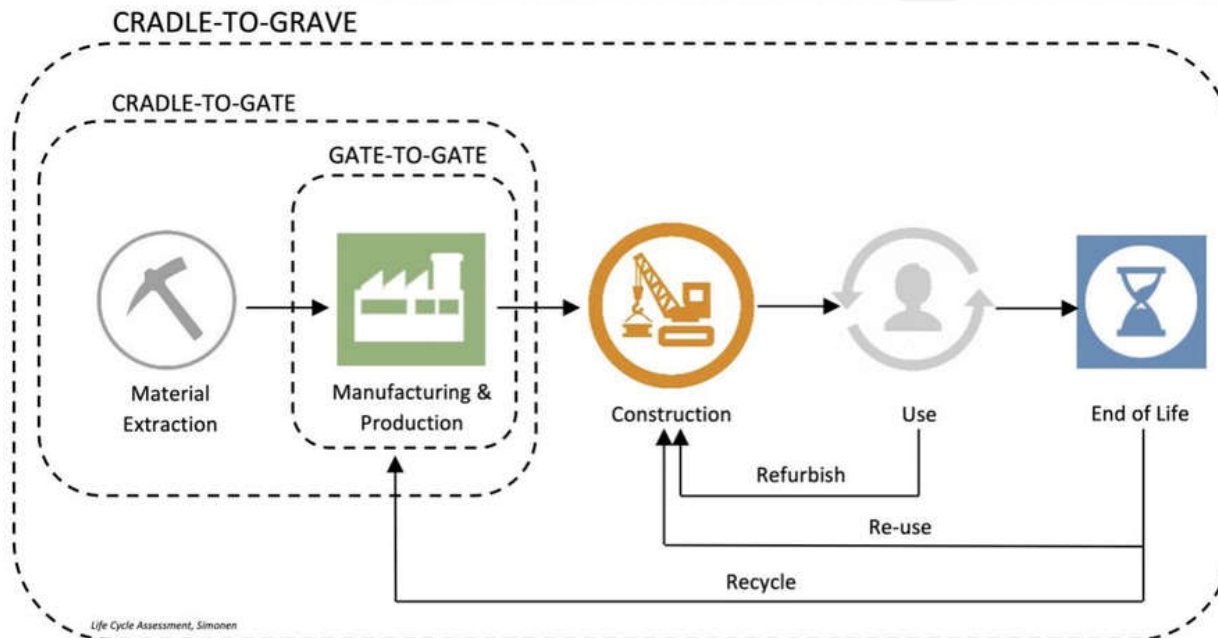 CRADLE-TO-GRAVE
CRADLE-TO-GATE
GATE-TO-GATE
Material
Extraction
Manufacturing &
Production
Construction
Use
End of Life
Refurbish
Re-use
Recycle
Life Cycle Assessment, Simonen